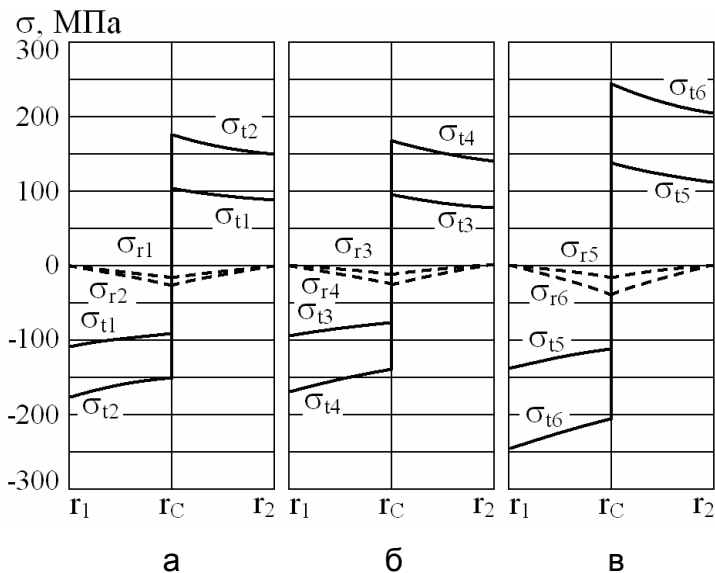 σ, МПа
300
200
100
0
-100
-200
-300
σt2
σt1
σr1
σr2
σt1
σt2
σt4
σt3
σr3
σr4
σt3
σt4
σt6
σt5
σr5
σr6
σt5
σt6
r1 rC r2 r1 rC r2 r1 rC r2
а б в